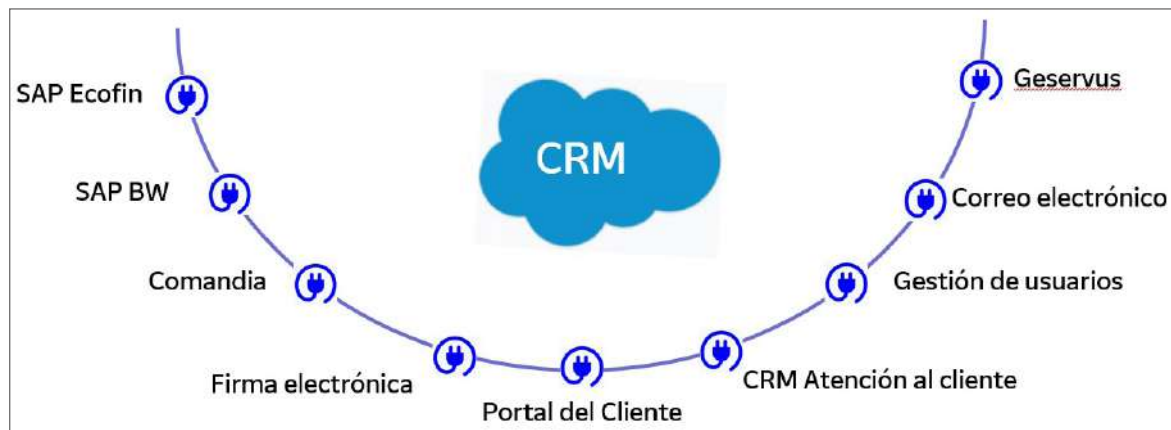 SAP Ecofin
Geservus
CRM
SAP BW
Correo electrónico
Comandia
Gestión de usuarios
Firma electrónica
CRM Atención al cliente
Portal del Cliente